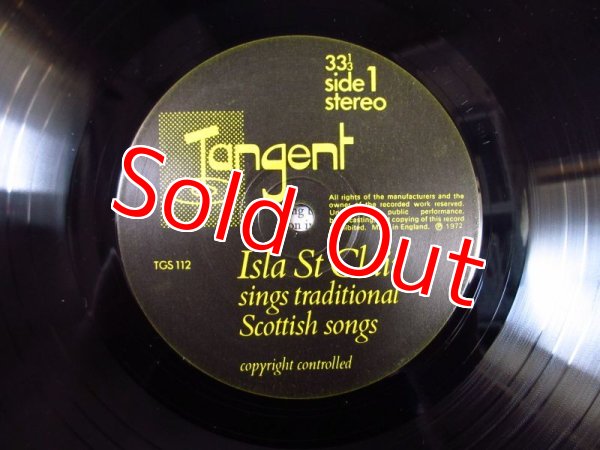 33⅓
side 1
stereo
Tangent
All rights of the manufacturers and the
owner of the recorded work reserved.
public performance,
copying of this record
Made in England. ℗ 1972
TGS 112
Isla St
sings traditional
Scottish songs
copyright controlled
Sold Out